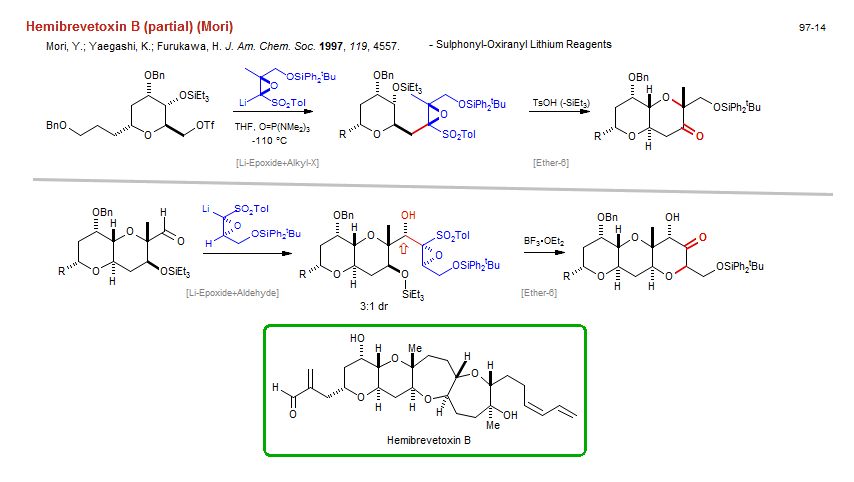 Hemibrevetoxin B (partial) (Mori)
97-14
Mori, Y.; Yaegashi, K.; Furukawa, H. J. Am. Chem. Soc. 1997, 119, 4557.
- Sulphonyl-Oxiranyl Lithium Reagents
OBn
OSiEt3
BnO
O
OTf
OSiPh2tBu
O
Li
SO2Tol
THF, O=P(NMe2)3
-110 °C
[Li-Epoxide+Alkyl-X]
OBn
OSiEt3
R
O
OSiPh2tBu
O
SO2Tol
TsOH (-SiEt3)
[Ether-6]
OBn
H
O
OSiPh2tBu
R
O
H
O
OBn
H
O
H
O
R
O
H
OSiEt3
Li
SO2Tol
O
H
OSiPh2tBu
[Li-Epoxide+Aldehyde]
OBn
OH
H
O
SO2Tol
O
R
O
H
O
OSiPh2tBu
SiEt3
3:1 dr
BF3•OEt2
[Ether-6]
OBn
OH
H
O
O
R
O
H
H
O
OSiPh2tBu
HO
H
Me
O
H
O
H
H
O
O
H
H
O
H
OH
Me
Hemibrevetoxin B